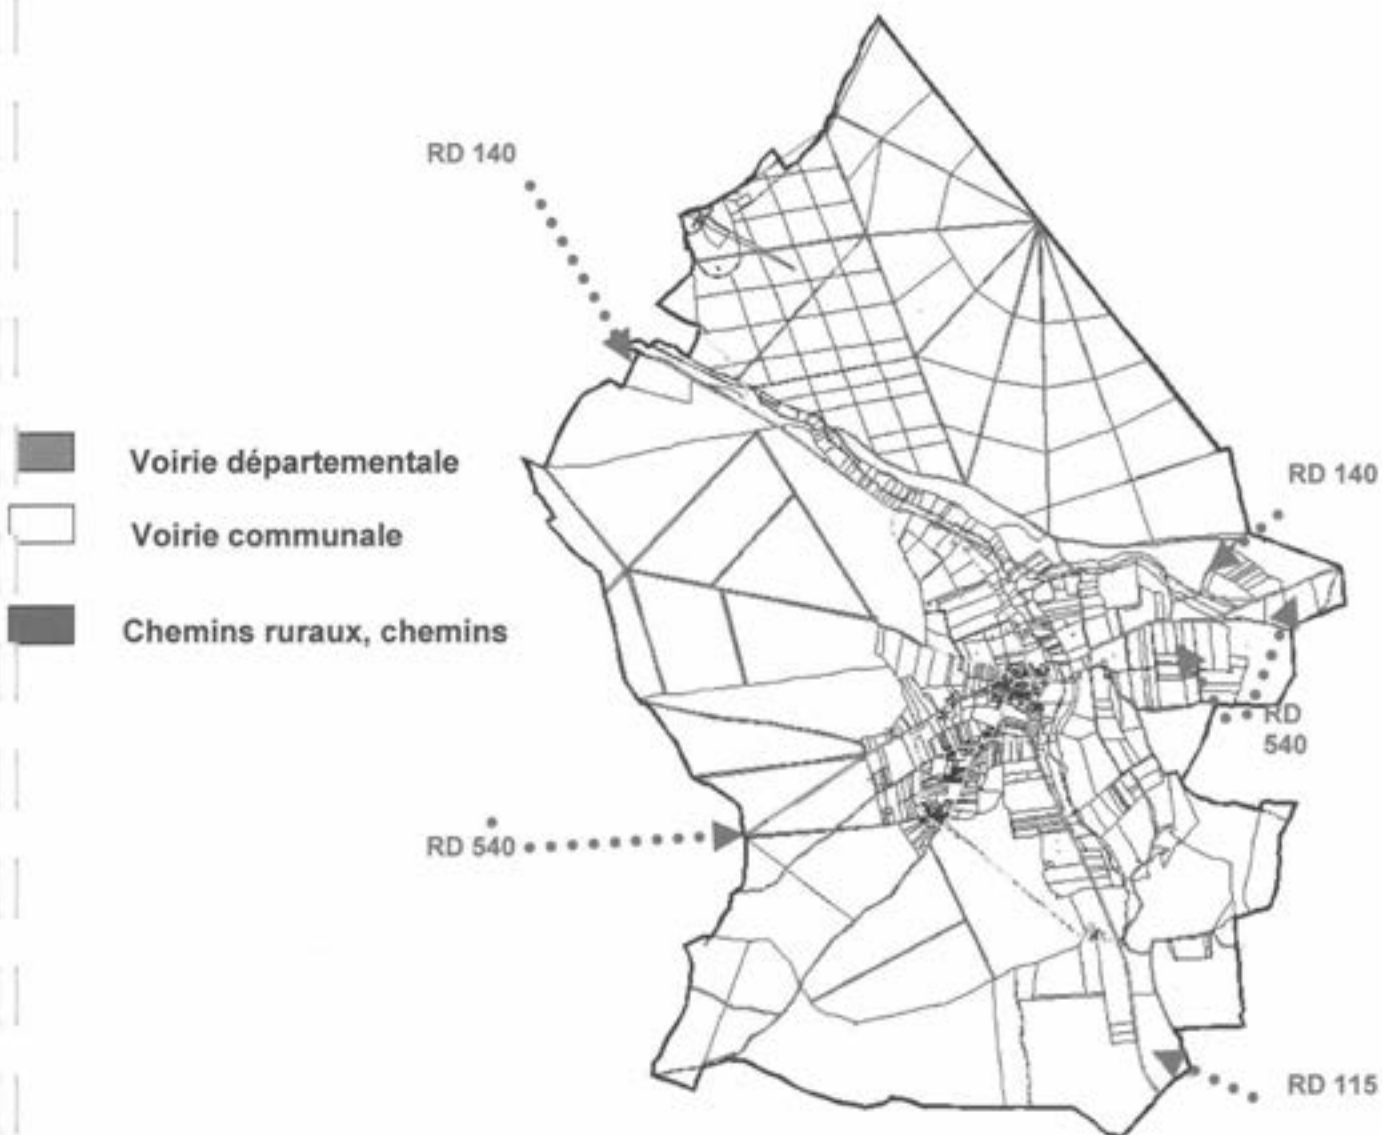 RD 140
Voirie départementale
RD 140
Voirie communale
Chemins ruraux, chemins
RD
540
RD 540
RD 115